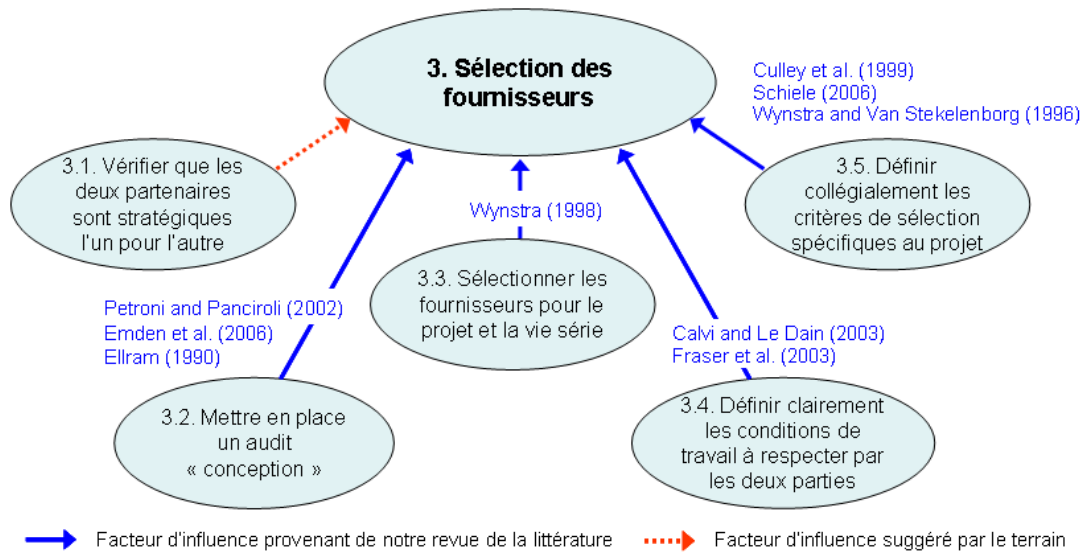 3. Sélection des
fournisseurs
Culley et al. (1999)
Schiele (2006)
Wynstra and Van Stekelenborg (1996)
3.1. Vérifier que les
deux partenaires
sont stratégiques
l'un pour l'autre
3.5. Définir
collégialement les
critères de sélection
spécifiques au projet
Wynstra (1998)
3.3. Sélectionner les
fournisseurs pour le
projet et la vie série
Petroni and Panciroli (2002)
Emden et al. (2006)
Ellram (1990)
Calvi and Le Dain (2003)
Fraser et al. (2003)
3.2. Mettre en place
un audit
« conception »
3.4. Définir clairement
les conditions de
travail à respecter par
les deux parties
Facteur d'influence provenant de notre revue de la littérature
Facteur d'influence suggéré par le terrain